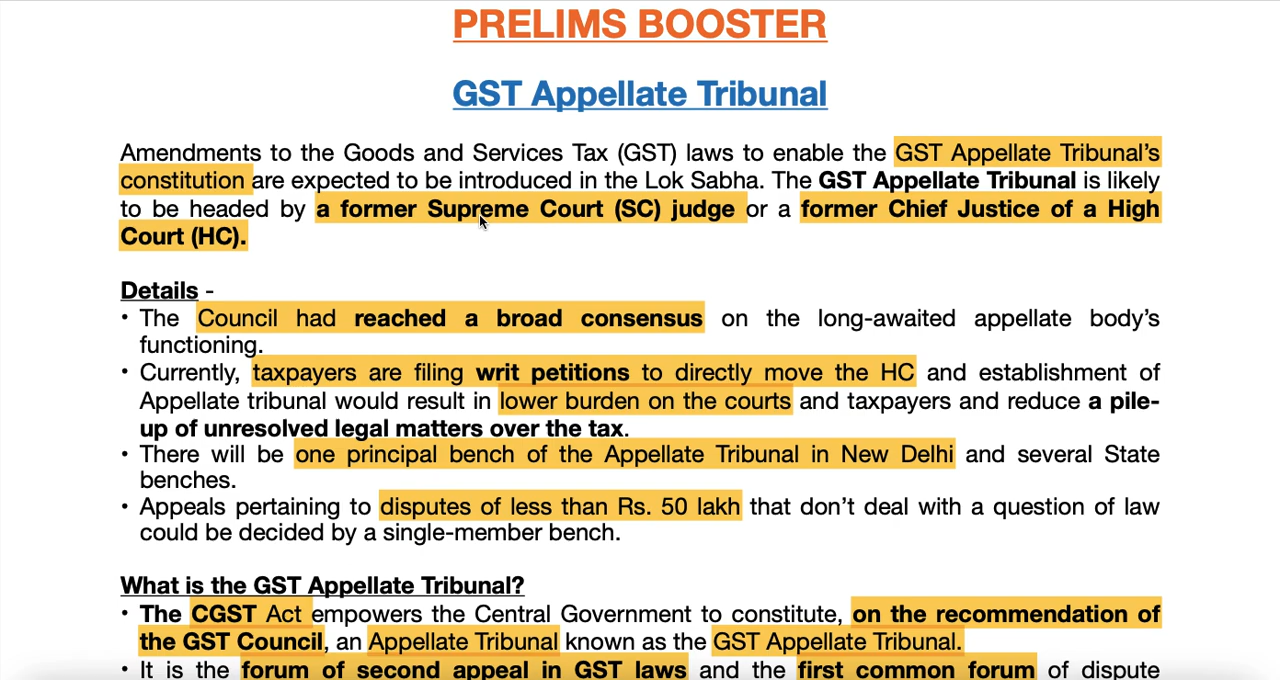 PRELIMS BOOSTER
GST Appellate Tribunal
Amendments to the Goods and Services Tax (GST) laws to enable the GST Appellate Tribunal’s
constitution are expected to be introduced in the Lok Sabha. The GST Appellate Tribunal is likely
to be headed by a former Supreme Court (SC) judge or a former Chief Justice of a High
Court (HC).
Details -
• The Council had reached a broad consensus on the long-awaited appellate body’s
functioning.
• Currently, taxpayers are filing writ petitions to directly move the HC and establishment of
Appellate tribunal would result in lower burden on the courts and taxpayers and reduce a pile-
up of unresolved legal matters over the tax.
• There will be one principal bench of the Appellate Tribunal in New Delhi and several State
benches.
• Appeals pertaining to disputes of less than Rs. 50 lakh that don’t deal with a question of law
could be decided by a single-member bench.
What is the GST Appellate Tribunal?
• The CGST Act empowers the Central Government to constitute, on the recommendation of
the GST Council, an Appellate Tribunal known as the GST Appellate Tribunal.
• It is the forum of second appeal in GST laws and the first common forum of dispute